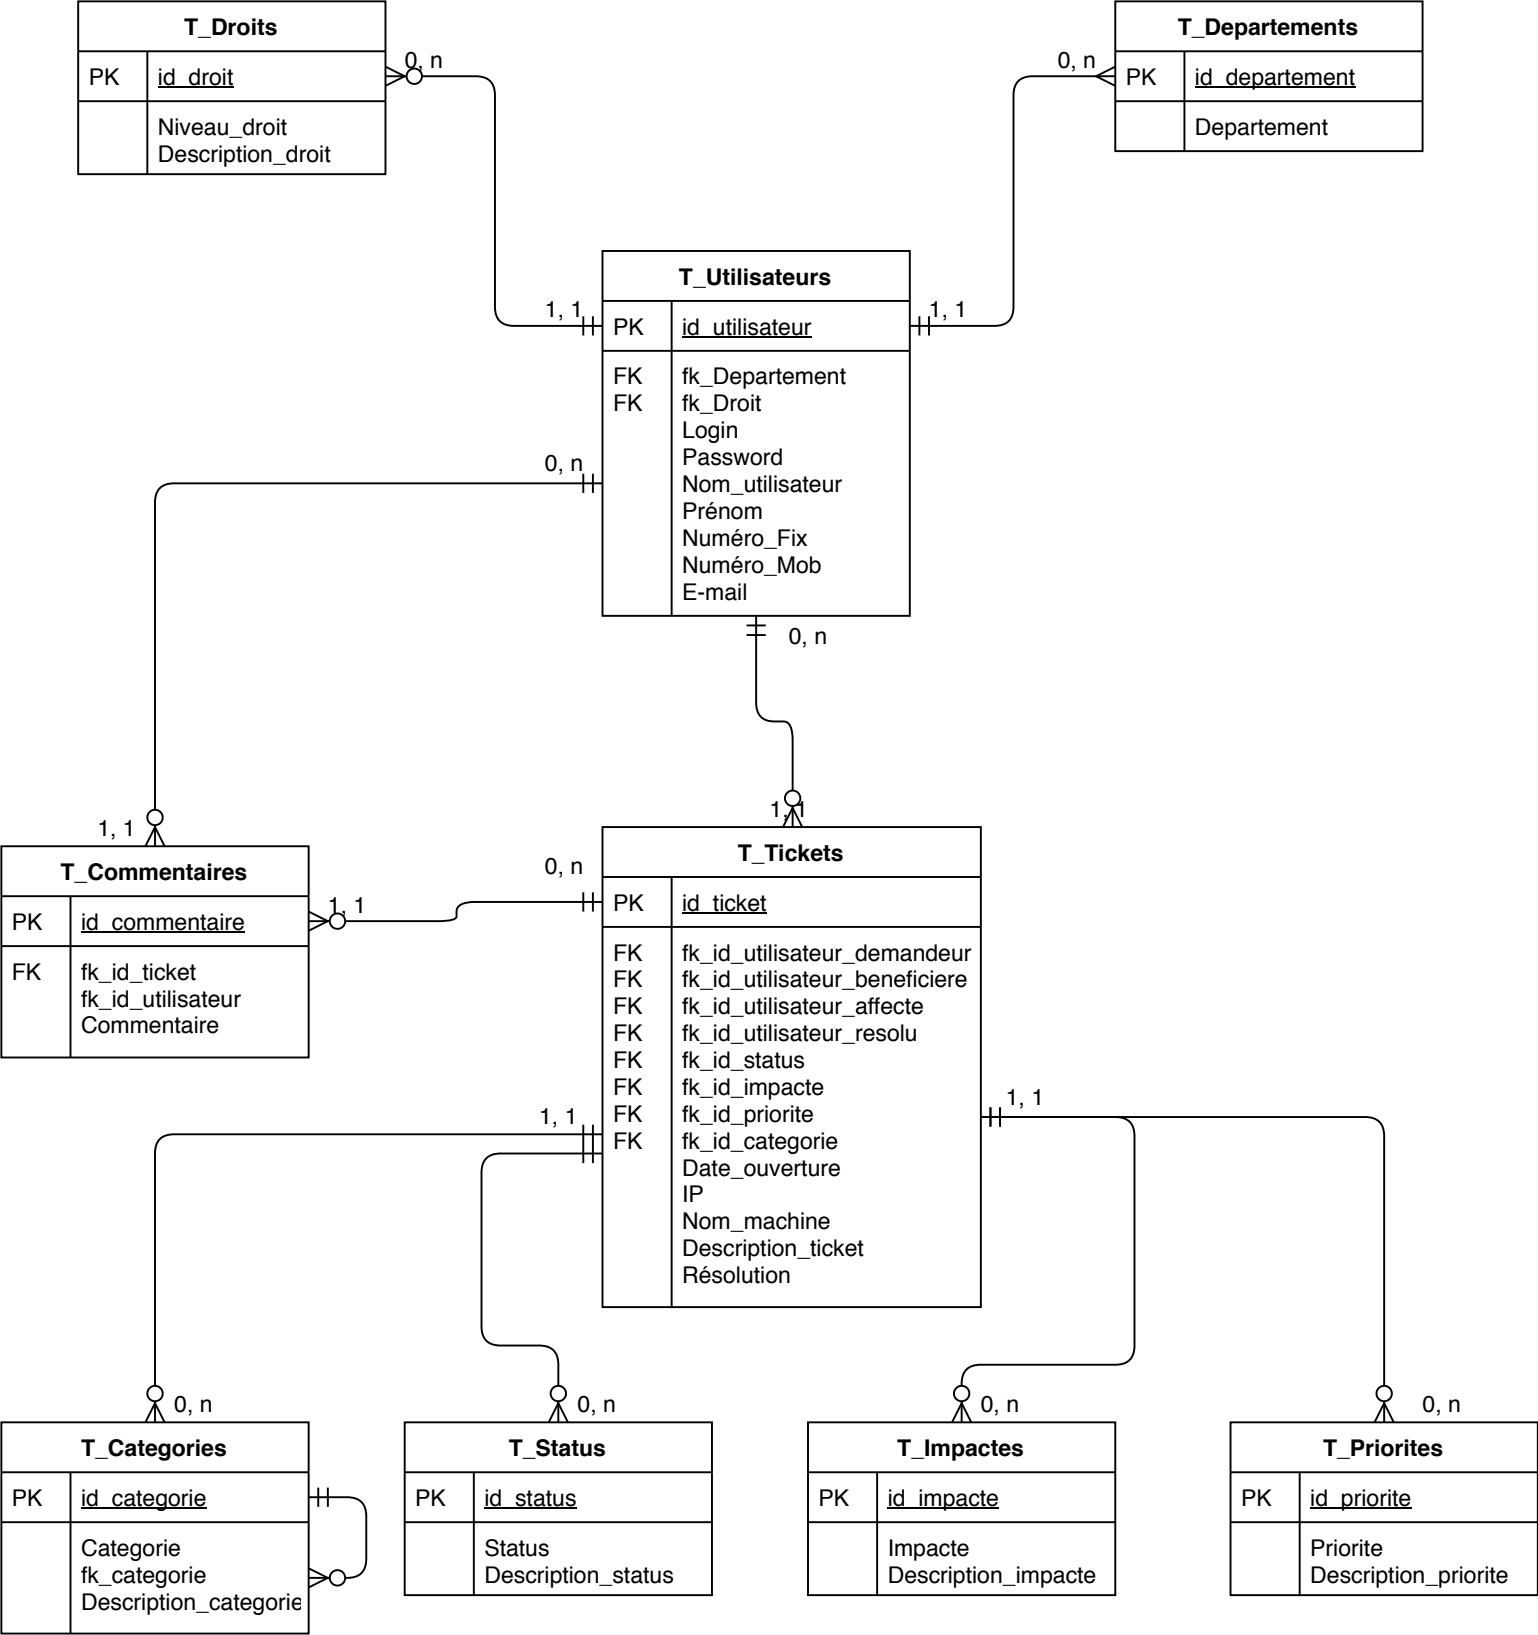 T_Droits
PK id_droit
Niveau_droit
Description_droit
0, n
T_Departements
PK id_departement
Departement
0, n
T_Utilisateurs
PK id_utilisateur
FK fk_Departement
FK fk_Droit
Login
Password
Nom_utilisateur
Prénom
Numéro_Fix
Numéro_Mob
E-mail
1, 1
1, 1
0, n
0, n
1, 1
1, 1
T_Commentaires
PK id_commentaire
FK fk_id_ticket
fk_id_utilisateur
Commentaire
1, 1
0, n
T_Tickets
PK id_ticket
FK fk_id_utilisateur_demandeur
FK fk_id_utilisateur_beneficiere
FK fk_id_utilisateur_affecte
FK fk_id_utilisateur_resolu
FK fk_id_status
FK fk_id_impacte
FK fk_id_priorite
FK fk_id_categorie
Date_ouverture
IP
Nom_machine
Description_ticket
Résolution
1, 1
1, 1
0, n
0, n
0, n
0, n
T_Categories
PK id_categorie
Categorie
fk_categorie
Description_categorie
T_Status
PK id_status
Status
Description_status
T_Impactes
PK id_impacte
Impacte
Description_impacte
T_Priorites
PK id_priorite
Priorite
Description_priorite